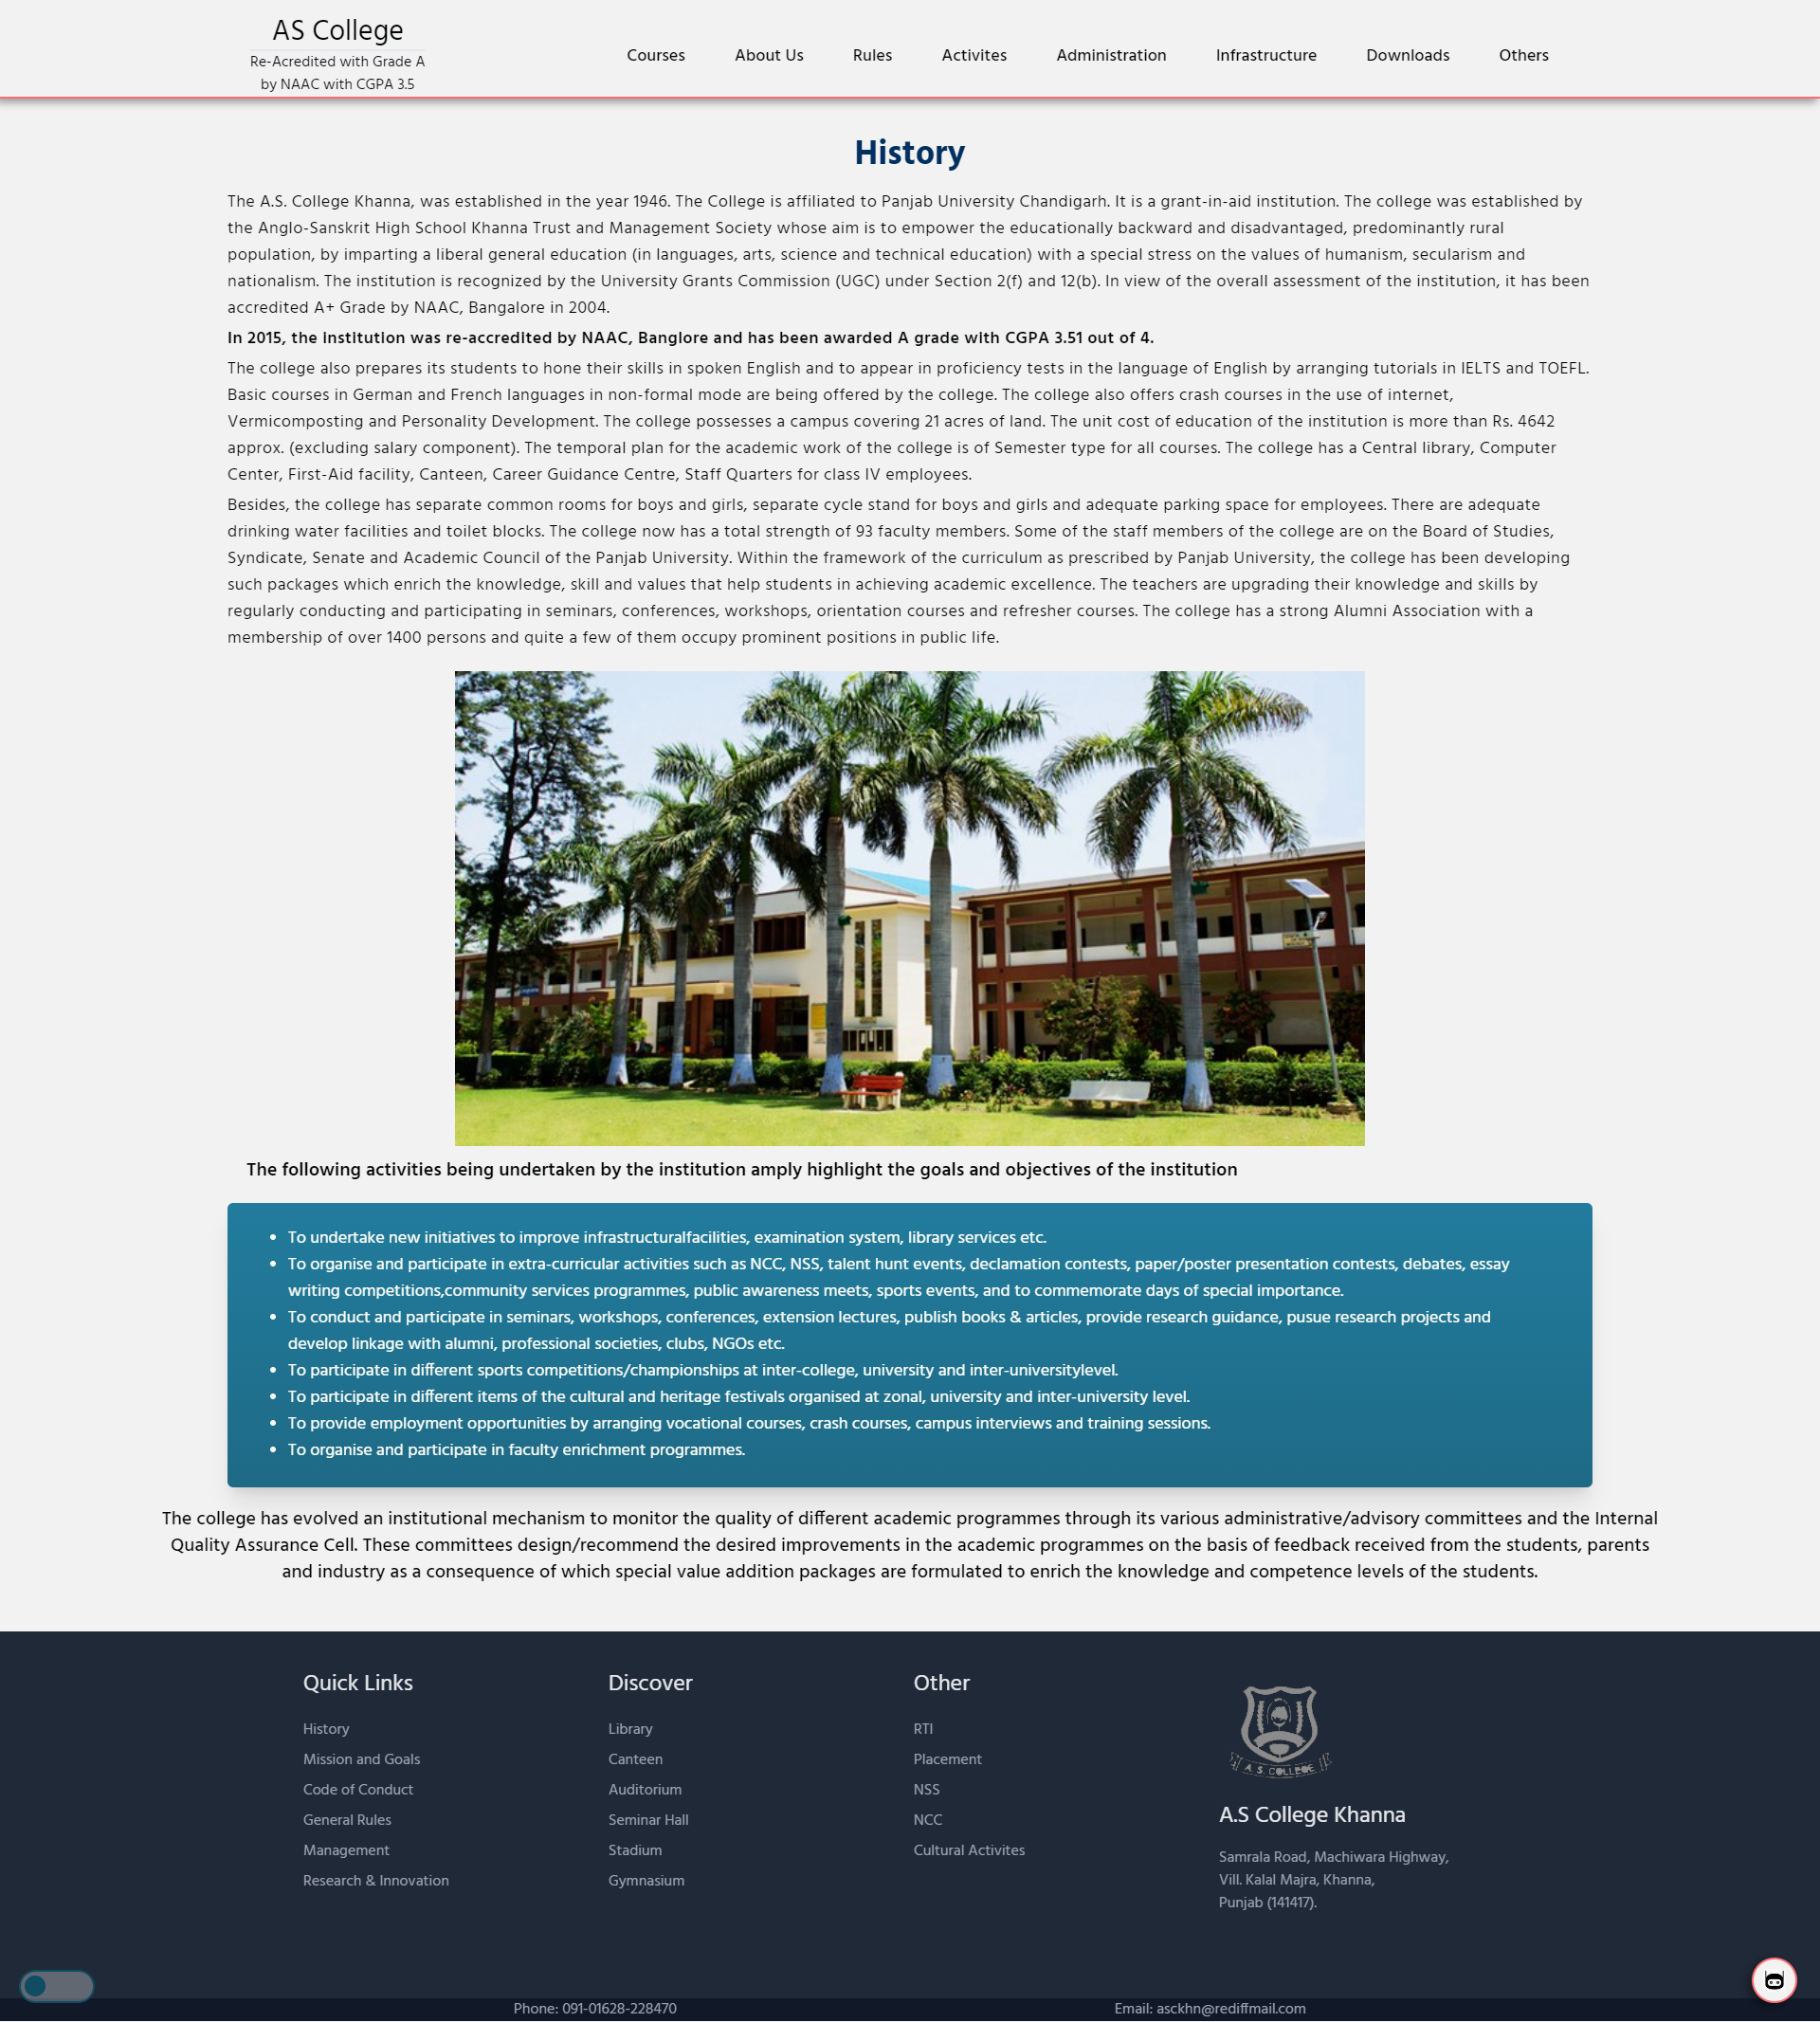 AS College
Re-Acredited with Grade A
by NAAC with CGPA 3.5
Courses
About Us
Rules
Activites
Administration
Infrastructure
Downloads
Others
History
The A.S. College Khanna, was established in the year 1946. The College is affiliated to Panjab University Chandigarh. It is a grant-in-aid institution. The college was established by
the Anglo-Sanskrit High School Khanna Trust and Management Society whose aim is to empower the educationally backward and disadvantaged, predominantly rural
population, by imparting a liberal general education (in languages, arts, science and technical education) with a special stress on the values of humanism, secularism and
nationalism. The institution is recognized by the University Grants Commission (UGC) under Section 2(f) and 12(b). In view of the overall assessment of the institution, it has been
accredited A+ Grade by NAAC, Bangalore in 2004.
In 2015, the institution was re-accredited by NAAC, Banglore and has been awarded A grade with CGPA 3.51 out of 4.
The college also prepares its students to hone their skills in spoken English and to appear in proficiency tests in the language of English by arranging tutorials in IELTS and TOEFL.
Basic courses in German and French languages in non-formal mode are being offered by the college. The college also offers crash courses in the use of internet,
Vermicomposting and Personality Development. The college possesses a campus covering 21 acres of land. The unit cost of education of the institution is more than Rs. 4642
approx. (excluding salary component). The temporal plan for the academic work of the college is of Semester type for all courses. The college has a Central library, Computer
Center, First-Aid facility, Canteen, Career Guidance Centre, Staff Quarters for class IV employees.
Besides, the college has separate common rooms for boys and girls, separate cycle stand for boys and girls and adequate parking space for employees. There are adequate
drinking water facilities and toilet blocks. The college now has a total strength of 93 faculty members. Some of the staff members of the college are on the Board of Studies,
Syndicate, Senate and Academic Council of the Panjab University. Within the framework of the curriculum as prescribed by Panjab University, the college has been developing
such packages which enrich the knowledge, skill and values that help students in achieving academic excellence. The teachers are upgrading their knowledge and skills by
regularly conducting and participating in seminars, conferences, workshops, orientation courses and refresher courses. The college has a strong Alumni Association with a
membership of over 1400 persons and quite a few of them occupy prominent positions in public life.
The following activities being undertaken by the institution amply highlight the goals and objectives of the institution
• To undertake new initiatives to improve infrastructuralfacilities, examination system, library services etc.
• To organise and participate in extra-curricular activities such as NCC, NSS, talent hunt events, declamation contests, paper/poster presentation contests, debates, essay
writing competitions,community services programmes, public awareness meets, sports events, and to commemorate days of special importance.
• To conduct and participate in seminars, workshops, conferences, extension lectures, publish books & articles, provide research guidance, pusue research projects and
develop linkage with alumni, professional societies, clubs, NGOs etc.
• To participate in different sports competitions/championships at inter-college, university and inter-universitylevel.
• To participate in different items of the cultural and heritage festivals organised at zonal, university and inter-university level.
• To provide employment opportunities by arranging vocational courses, crash courses, campus interviews and training sessions.
• To organise and participate in faculty enrichment programmes.
The college has evolved an institutional mechanism to monitor the quality of different academic programmes through its various administrative/advisory committees and the Internal
Quality Assurance Cell. These committees design/recommend the desired improvements in the academic programmes on the basis of feedback received from the students, parents
and industry as a consequence of which special value addition packages are formulated to enrich the knowledge and competence levels of the students.
Quick Links
History
Mission and Goals
Code of Conduct
General Rules
Management
Research & Innovation
Discover
Library
Canteen
Auditorium
Seminar Hall
Stadium
Gymnasium
Other
RTI
Placement
NSS
NCC
Cultural Activites
A. S. COLLEGE
A.S College Khanna
Samrala Road, Machiwara Highway,
Vill. Kalal Majra, Khanna,
Punjab (141417).
Phone: 091-01628-228470
Email: asckhn@rediffmail.com